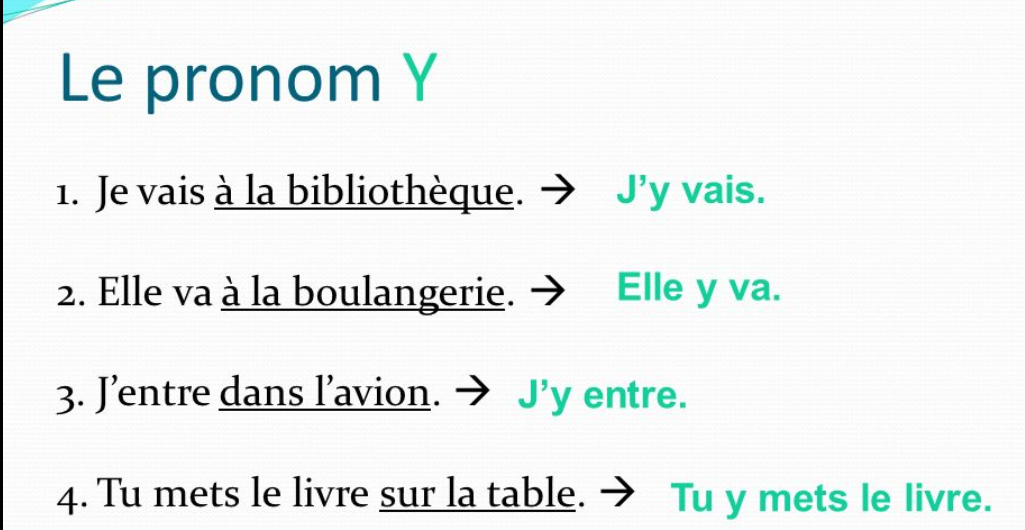 Le pronom Y
1. Je vais à la bibliothèque. → J’y vais.
2. Elle va à la boulangerie. → Elle y va.
3. J’entre dans l’avion. → J’y entre.
4. Tu mets le livre sur la table. → Tu y mets le livre.